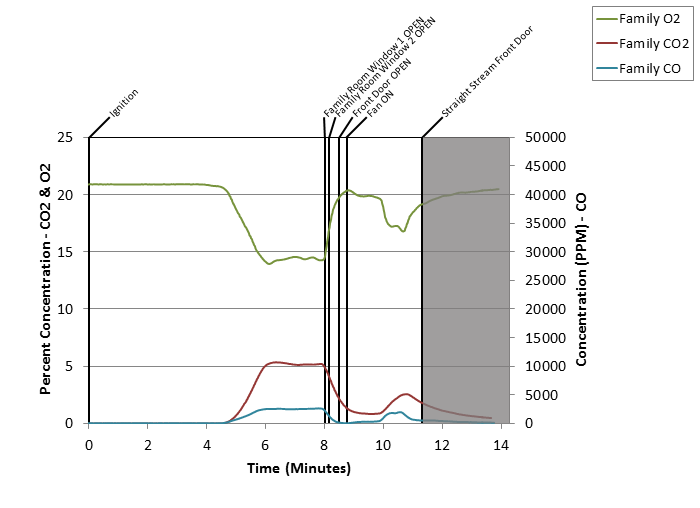 Family O2
Family CO2
Family CO
Ignition
Family Room Window 1 OPEN
Family Room Window 2 OPEN
Front Door OPEN
Fan ON
Straight Stream Front Door
25
20
15
10
5
0
Percent Concentration - CO2 & O2
50000
45000
40000
35000
30000
25000
20000
15000
10000
5000
0
Concentration (PPM) - CO
0 2 4 6 8 10 12 14
Time (Minutes)